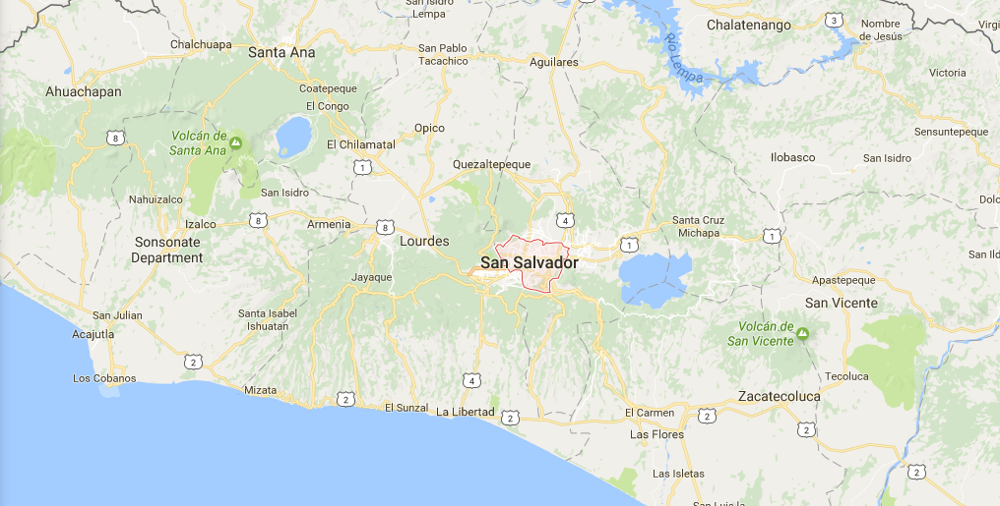 San Isidro
Lempa
Chalatenango
3
Nombre
de Jesús
Chalchuapa
Santa Ana
San Pablo
Tacachico
Aguilares
Río Lempa
Victoria
Ahuachapan
Coatepeque
El Congo
Sensuntepeque
8
Volcán de
Santa Ana
Opico
El Chilamatal
1
Quezaltepeque
Ilobasco
San Isidro
San Isidro
Nahuizalco
Izalco
8
Armenia
8
4
Santa Cruz
Michapa
1
1
Sonsonate
Department
Lourdes
San Salvador
Jayaque
Apastepeque
San Vicente
San Julian
Acajutla
Santa Isabel
Ishuatan
Volcán de
San Vicente
2
Los Cobanos
Mizata
2
4
Tecoluca
Zacatecoluca
El Sunzal
La Libertad
2
El Carmen
2
Las Flores
2
Las Isletas
2